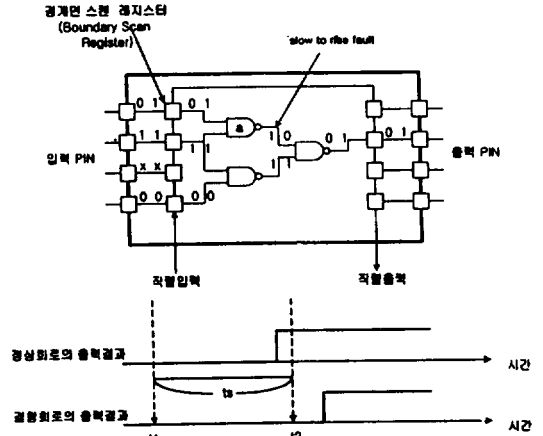 경계면 스캔 레지스터
(Boundary Scan
Register)
slow to rise fault
0 1
0 1
a
1 0
0 1
0 1
1 1
1 1
입력 PIN
출력 PIN
x x
1 1
0 0
0 0
직렬입력
직렬출력
정상회로의 출력결과
시간
ts
결함회로의 출력결과
시간